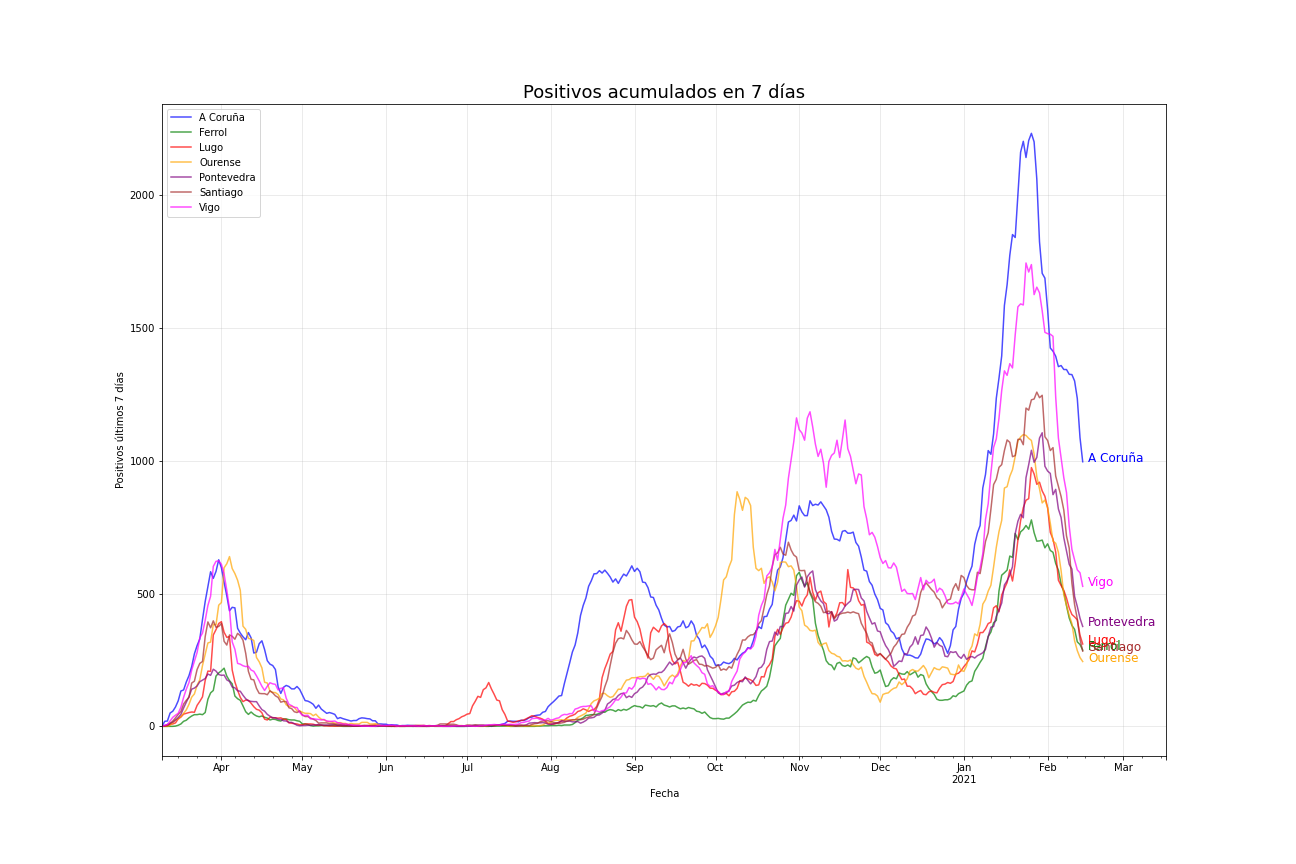 Positivos acumulados en 7 días
A Coruña
Ferrol
Lugo
Ourense
Pontevedra
Santiago
Vigo
Positivos últimos 7 días
2000
1500
1000
500
0
A Coruña
Vigo
Pontevedra
Lugo
Ferrol
Santiago
Ourense
Apr May Jun Jul Aug Sep Oct Nov Dec Jan Feb Mar
2021
Fecha